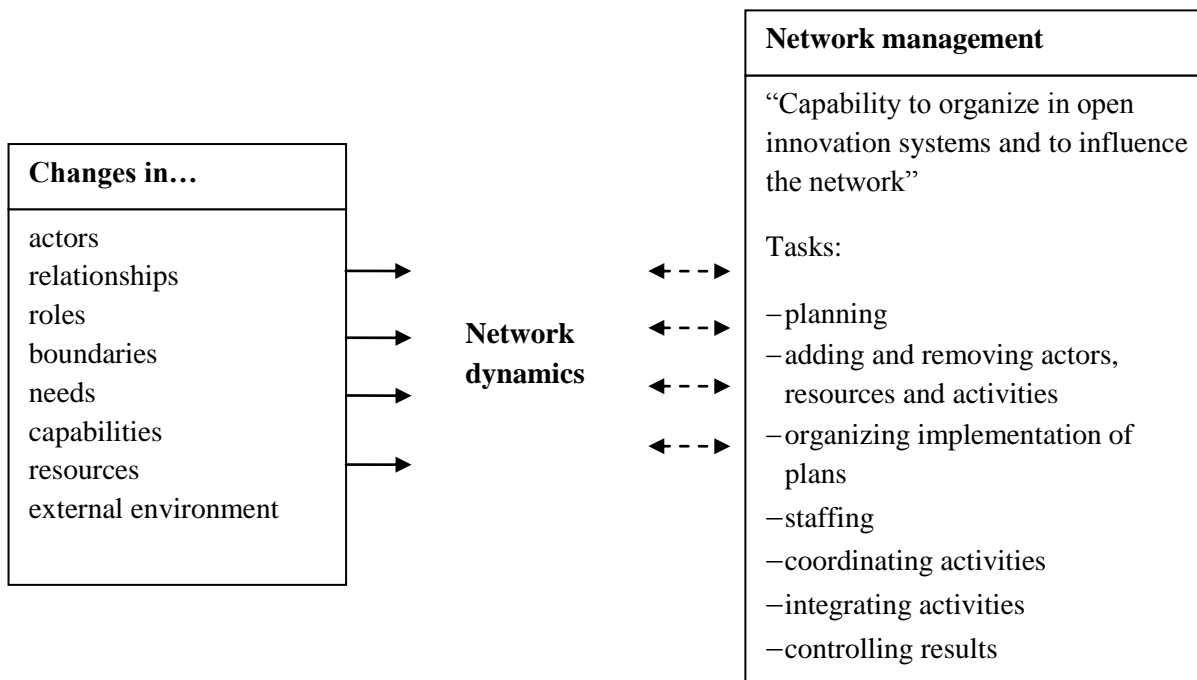 Changes in…
actors
relationships
roles
boundaries
needs
capabilities
resources
external environment
Network
dynamics
Network management
“Capability to organize in open
innovation systems and to influence
the network”
Tasks:
−planning
−adding and removing actors,
resources and activities
−organizing implementation of
plans
−staffing
−coordinating activities
−integrating activities
−controlling results